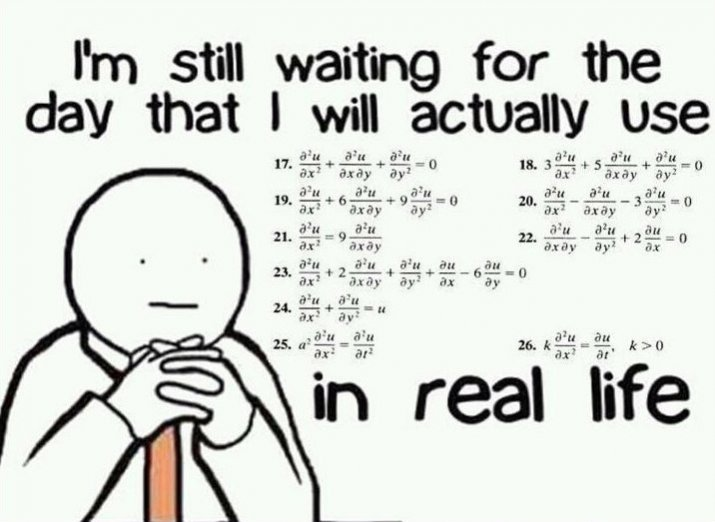 I'm still waiting for the
day that I will actually use
17. ∂²u/∂x² + ∂²u/∂x∂y + ∂²u/∂y² = 0
18. 3 ∂²u/∂x² + 5 ∂²u/∂x∂y + ∂²u/∂y² = 0
19. ∂²u/∂x² + 6 ∂²u/∂x∂y + 9 ∂²u/∂y² = 0
20. ∂²u/∂x² − ∂²u/∂x∂y − 3 ∂²u/∂y² = 0
21. ∂²u/∂x² = 9 ∂²u/∂x∂y
22. ∂²u/∂x∂y − ∂²u/∂y² + 2 ∂u/∂x = 0
23. ∂²u/∂x² + 2 ∂²u/∂x∂y + ∂²u/∂y² + ∂u/∂x − 6 ∂u/∂y = 0
24. ∂²u/∂x² + ∂²u/∂y² = u
25. a² ∂²u/∂x² = ∂²u/∂t²
26. k ∂²u/∂x² = ∂u/∂t, k > 0
in real life